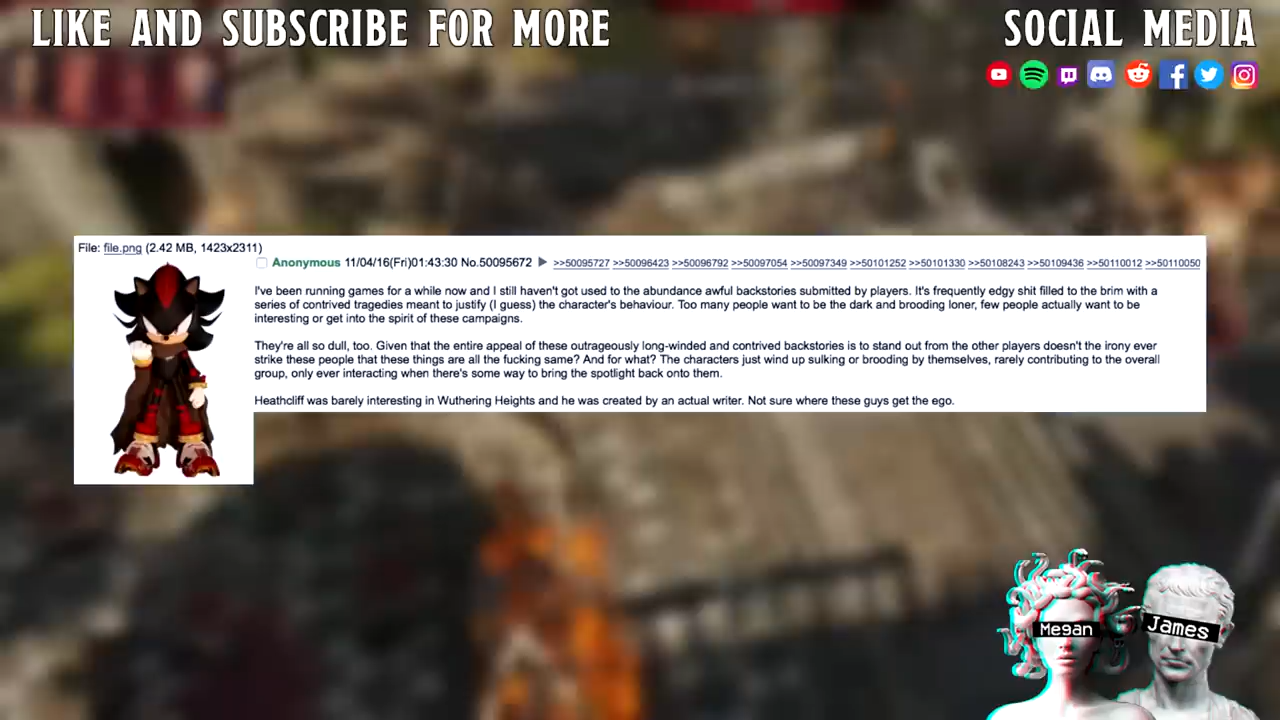 LIKE AND SUBSCRIBE FOR MORE
SOCIAL MEDIA
File: file.png (2.42 MB, 1423x2311)
Anonymous 11/04/16(Fri)01:43:30 No.50095672 ▶ >>50095727 >>50096423 >>50096792 >>50097054 >>50097349 >>50101252 >>50101330 >>50108243 >>50109436 >>50110012 >>50110050
I've been running games for a while now and I still haven't got used to the abundance awful backstories submitted by players. It's frequently edgy shit filled to the brim with a
series of contrived tragedies meant to justify (I guess) the character's behaviour. Too many people want to be the dark and brooding loner, few people actually want to be
interesting or get into the spirit of these campaigns.
They're all so dull, too. Given that the entire appeal of these outrageously long-winded and contrived backstories is to stand out from the other players doesn't the irony ever
strike these people that these things are all the fucking same? And for what? The characters just wind up sulking or brooding by themselves, rarely contributing to the overall
group, only ever interacting when there's some way to bring the spotlight back onto them.
Heathcliff was barely interesting in Wuthering Heights and he was created by an actual writer. Not sure where these guys get the ego.
Megan
James